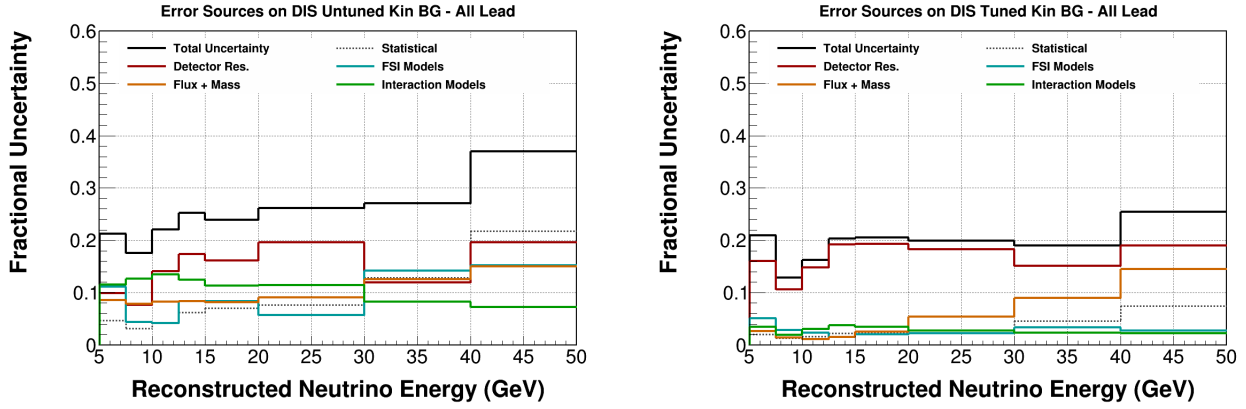 Error Sources on DIS Untuned Kin BG - All Lead
Fractional Uncertainty
0.6
0.5
0.4
0.3
0.2
0.1
0
Total Uncertainty
Detector Res.
Flux + Mass
Statistical
FSI Models
Interaction Models
5 10 15 20 25 30 35 40 45 50
Reconstructed Neutrino Energy (GeV)
Error Sources on DIS Tuned Kin BG - All Lead
Fractional Uncertainty
0.6
0.5
0.4
0.3
0.2
0.1
0
Total Uncertainty
Detector Res.
Flux + Mass
Statistical
FSI Models
Interaction Models
5 10 15 20 25 30 35 40 45 50
Reconstructed Neutrino Energy (GeV)